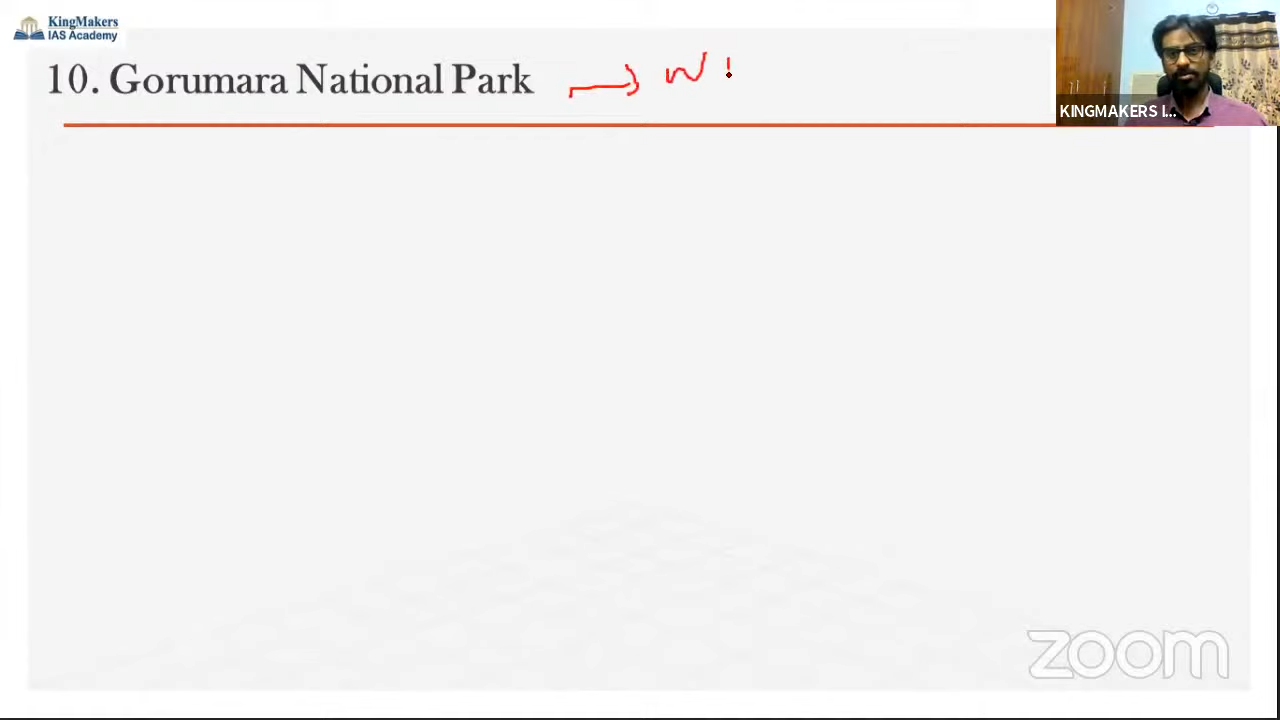 KingMakers
IAS Academy
10. Gorumara National Park → W
KINGMAKERS I...
zoom